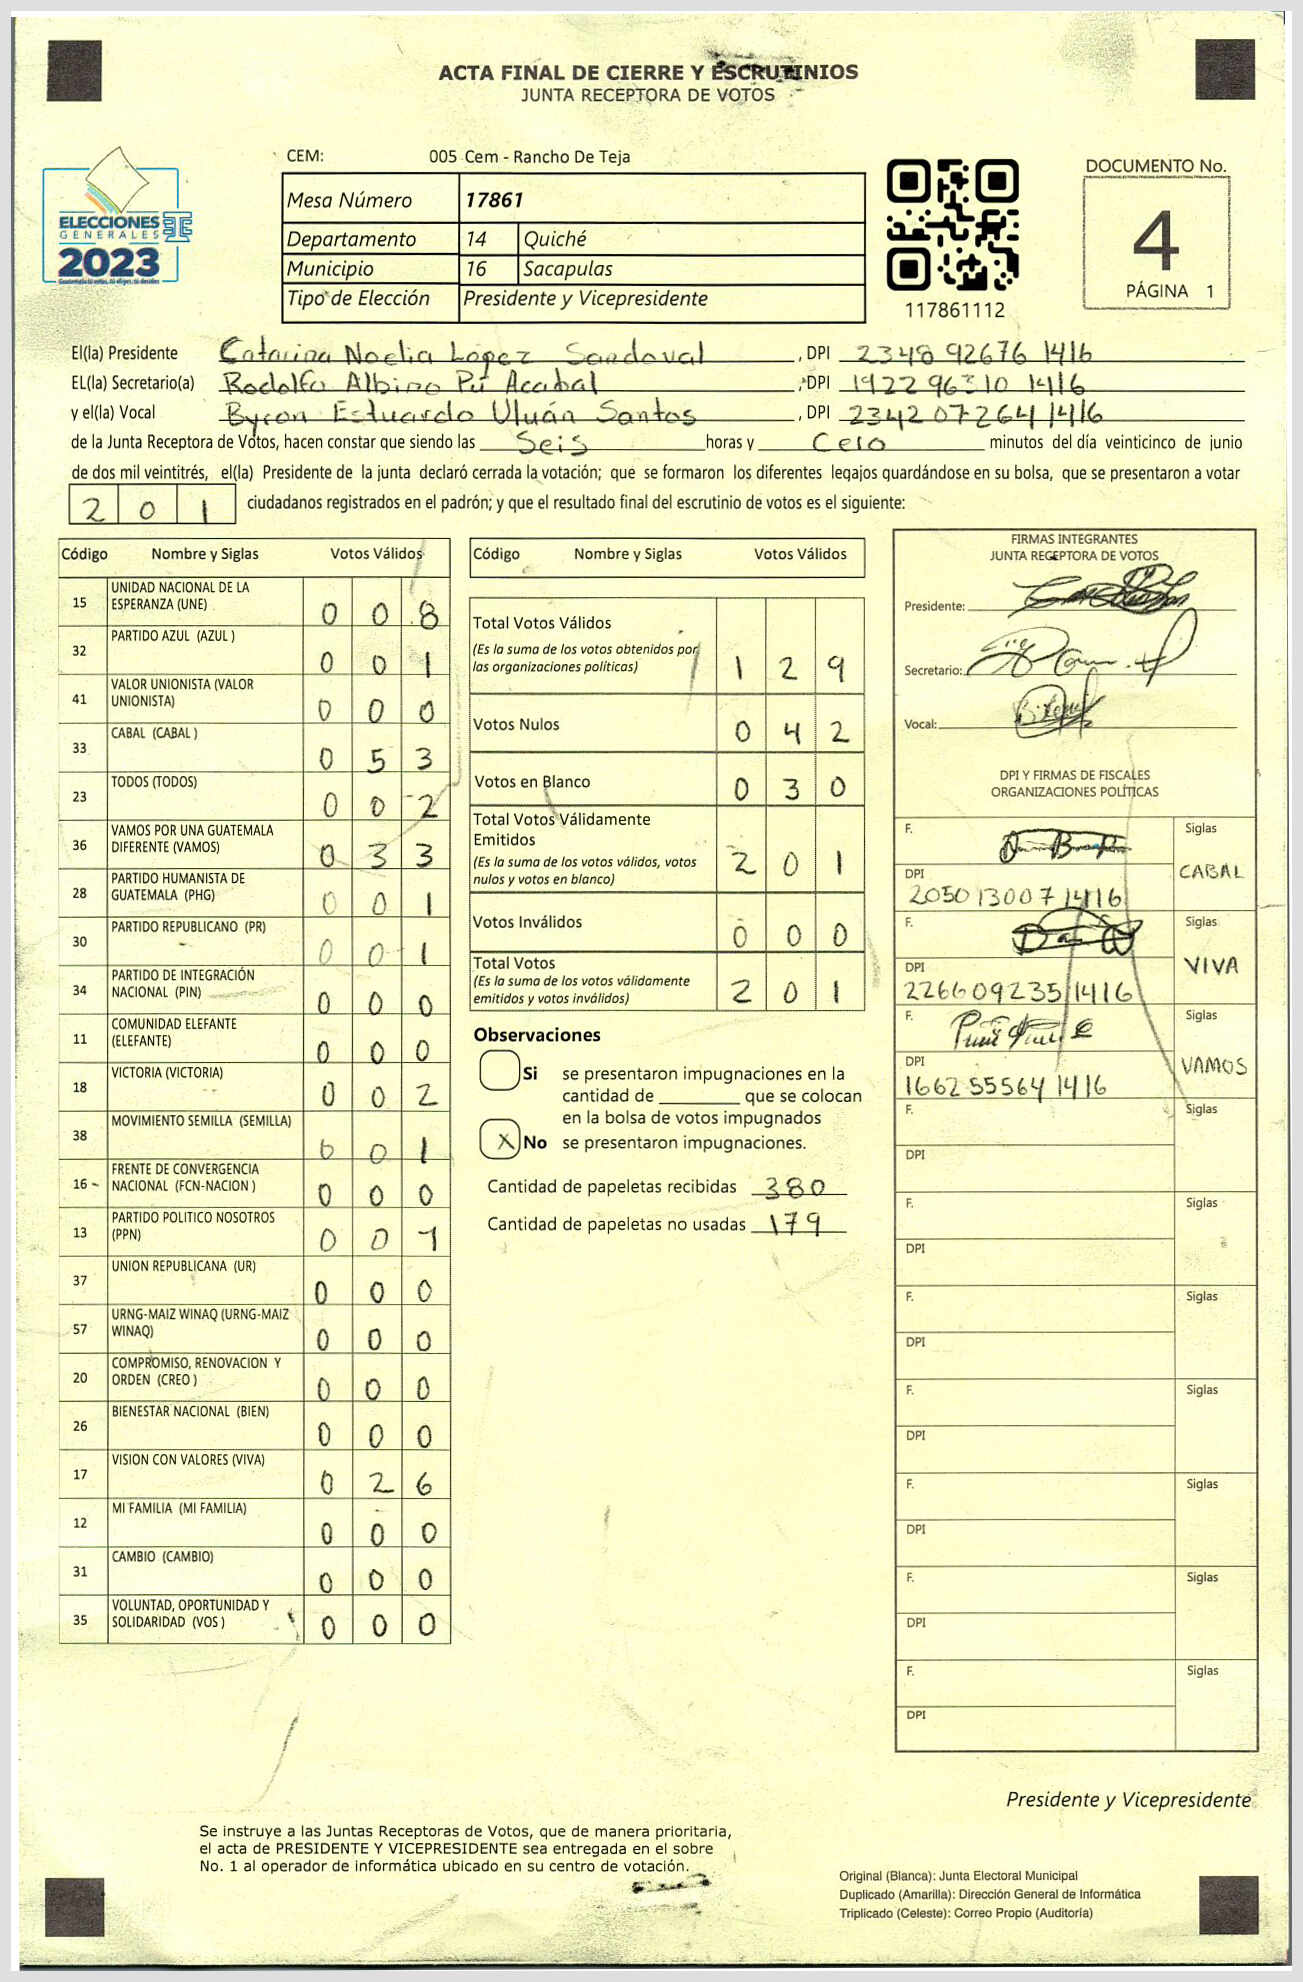 ACTA FINAL DE CIERRE Y ESCRUTINIOS
JUNTA RECEPTORA DE VOTOS
CEM: 005 Cem - Rancho De Teja
ELECCIONES
GENERALES
2023
Mesa Número 17861
Departamento 14 Quiché
Municipio 16 Sacapulas
Tipo de Elección Presidente y Vicepresidente
117861112
DOCUMENTO No.
4
PÁGINA 1
El(la) Presidente Catarina Noelia López Sandoval, DPI 2348 92676 1416
EL(la) Secretario(a) Rodolfo Albino Pú Acabal, DPI 1922 96310 1416
y el(la) Vocal Byron Estuardo Uluán Santos, DPI 2342 07264 1416
de la Junta Receptora de Votos, hacen constar que siendo las Seis horas y Cero minutos del día veinticinco de junio
de dos mil veintitrés, el(la) Presidente de la junta declaró cerrada la votación; que se formaron los diferentes legajos guardándose en su bolsa, que se presentaron a votar
2 0 1 ciudadanos registrados en el padrón; y que el resultado final del escrutinio de votos es el siguiente:
Código Nombre y Siglas Votos Válidos
15 UNIDAD NACIONAL DE LA
ESPERANZA (UNE) 0 0 8
32 PARTIDO AZUL (AZUL ) 0 0 1
41 VALOR UNIONISTA (VALOR
UNIONISTA) 0 0 0
33 CABAL (CABAL ) 0 5 3
23 TODOS (TODOS) 0 0 2
36 VAMOS POR UNA GUATEMALA
DIFERENTE (VAMOS) 0 3 3
28 PARTIDO HUMANISTA DE
GUATEMALA (PHG) 0 0 1
30 PARTIDO REPUBLICANO (PR) 0 0 1
34 PARTIDO DE INTEGRACIÓN
NACIONAL (PIN) 0 0 0
11 COMUNIDAD ELEFANTE
(ELEFANTE) 0 0 0
18 VICTORIA (VICTORIA) 0 0 2
38 MOVIMIENTO SEMILLA (SEMILLA) 0 0 1
16 FRENTE DE CONVERGENCIA
NACIONAL (FCN-NACION ) 0 0 0
13 PARTIDO POLITICO NOSOTROS
(PPN) 0 0 1
37 UNION REPUBLICANA (UR) 0 0 0
57 URNG-MAIZ WINAQ (URNG-MAIZ
WINAQ) 0 0 0
20 COMPROMISO, RENOVACION Y
ORDEN (CREO ) 0 0 0
26 BIENESTAR NACIONAL (BIEN) 0 0 0
17 VISION CON VALORES (VIVA) 0 2 6
12 MI FAMILIA (MI FAMILIA) 0 0 0
31 CAMBIO (CAMBIO) 0 0 0
35 VOLUNTAD, OPORTUNIDAD Y
SOLIDARIDAD (VOS ) 0 0 0
Código Nombre y Siglas Votos Válidos
Total Votos Válidos
(Es la suma de los votos obtenidos por
las organizaciones políticas) 1 2 9
Votos Nulos 0 4 2
Votos en Blanco 0 3 0
Total Votos Válidamente
Emitidos
(Es la suma de los votos válidos, votos
nulos y votos en blanco) 2 0 1
Votos Inválidos 0 0 0
Total Votos
(Es la suma de los votos válidamente
emitidos y votos inválidos) 2 0 1
Observaciones
Si se presentaron impugnaciones en la
cantidad de ________ que se colocan
en la bolsa de votos impugnados
X No se presentaron impugnaciones.
Cantidad de papeletas recibidas 380
Cantidad de papeletas no usadas 179
FIRMAS INTEGRANTES
JUNTA RECEPTORA DE VOTOS
Presidente:
Secretario:
Vocal:
DPI Y FIRMAS DE FISCALES
ORGANIZACIONES POLÍTICAS
F. Siglas
CABAL
DPI
2050 13007 1416
F. Siglas
VIVA
DPI
2266 09235 1416
F. Siglas
VAMOS
DPI
1662 55564 1416
F. Siglas
DPI
F. Siglas
DPI
F. Siglas
DPI
F. Siglas
DPI
F. Siglas
DPI
F. Siglas
DPI
F. Siglas
DPI
Presidente y Vicepresidente
Se instruye a las Juntas Receptoras de Votos, que de manera prioritaria,
el acta de PRESIDENTE Y VICEPRESIDENTE sea entregada en el sobre
No. 1 al operador de informática ubicado en su centro de votación.
Original (Blanca): Junta Electoral Municipal
Duplicado (Amarilla): Dirección General de Informática
Triplicado (Celeste): Correo Propio (Auditoría)